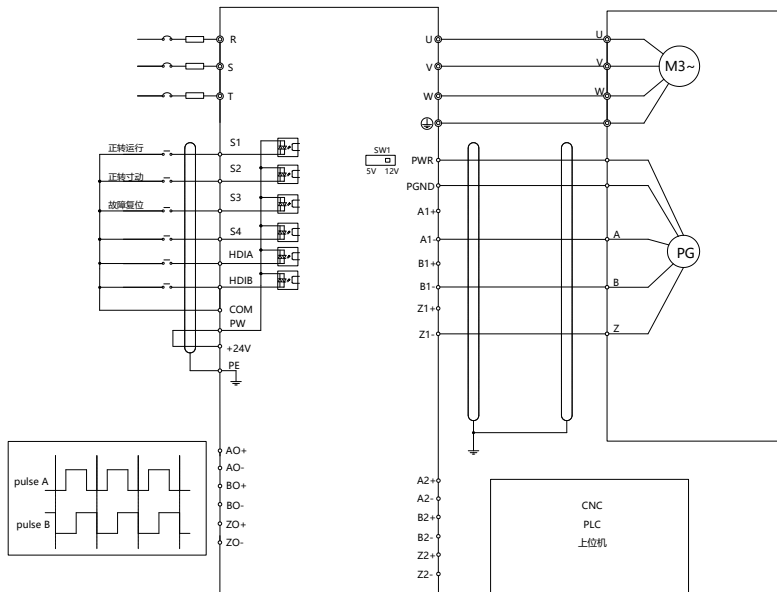 R
S
T
正转运行
正转寸动
故障复位
S1
S2
S3
S4
HDIA
HDIB
COM
PW
+24V
PE
U
V
W
SW1
5V 12V
PWR
PGND
A1+
A1-
B1+
B1-
Z1+
Z1-
U
V
W
M3~
A
B
Z
PG
pulse A
pulse B
AO+
AO-
BO+
BO-
ZO+
ZO-
A2+
A2-
B2+
B2-
Z2+
Z2-
CNC
PLC
上位机